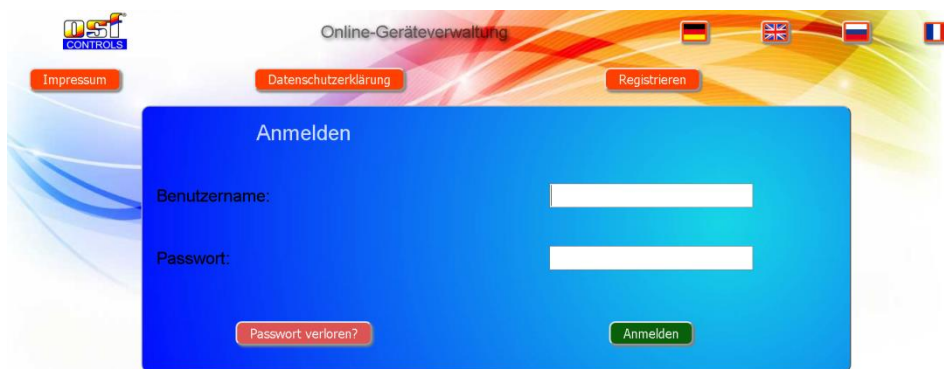 osf
CONTROLS
Online-Geräteverwaltung
Impressum
Datenschutzerklärung
Registrieren
Anmelden
Benutzername:
Passwort:
Passwort verloren?
Anmelden